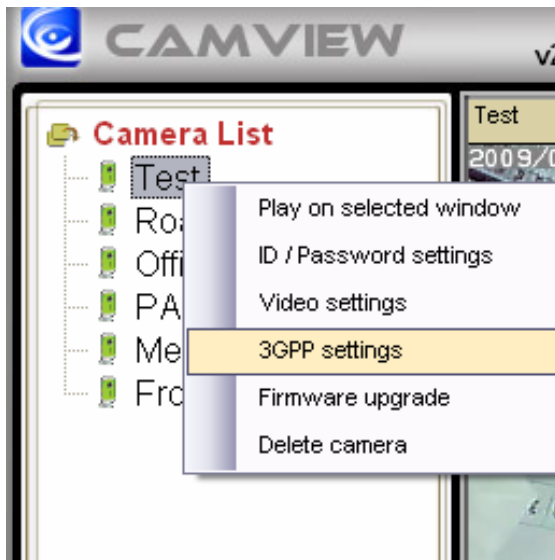 CAMVIEW
Camera List
Test
Test
Play on selected window
ID / Password settings
Video settings
3GPP settings
Firmware upgrade
Delete camera